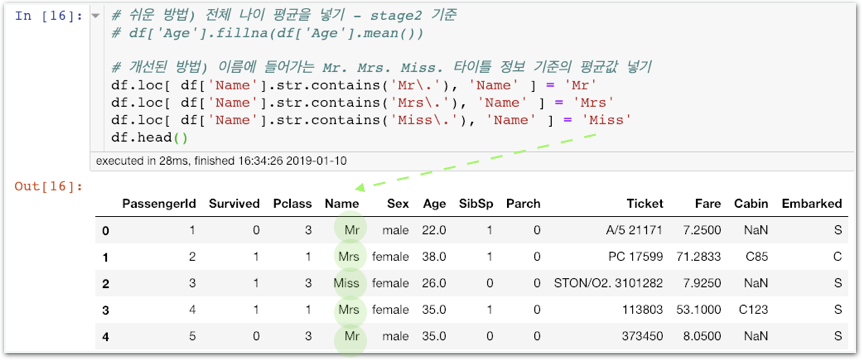 In [16]:
# 쉬운 방법) 전체 나이 평균을 넣기 - stage2 기준
# df['Age'].fillna(df['Age'].mean())
# 개선된 방법) 이름에 들어가는 Mr. Mrs. Miss. 타이틀 정보 기준의 평균값 넣기
df.loc[ df['Name'].str.contains('Mr\.'), 'Name' ] = 'Mr'
df.loc[ df['Name'].str.contains('Mrs\.'), 'Name' ] = 'Mrs'
df.loc[ df['Name'].str.contains('Miss\.'), 'Name' ] = 'Miss'
df.head()
executed in 28ms, finished 16:34:26 2019-01-10
Out[16]:
PassengerId Survived Pclass Name Sex Age SibSp Parch Ticket Fare Cabin Embarked
0 1 0 3 Mr male 22.0 1 0 A/5 21171 7.2500 NaN S
1 2 1 1 Mrs female 38.0 1 0 PC 17599 71.2833 C85 C
2 3 1 3 Miss female 26.0 0 0 STON/O2. 3101282 7.9250 NaN S
3 4 1 1 Mrs female 35.0 1 0 113803 53.1000 C123 S
4 5 0 3 Mr male 35.0 0 0 373450 8.0500 NaN S